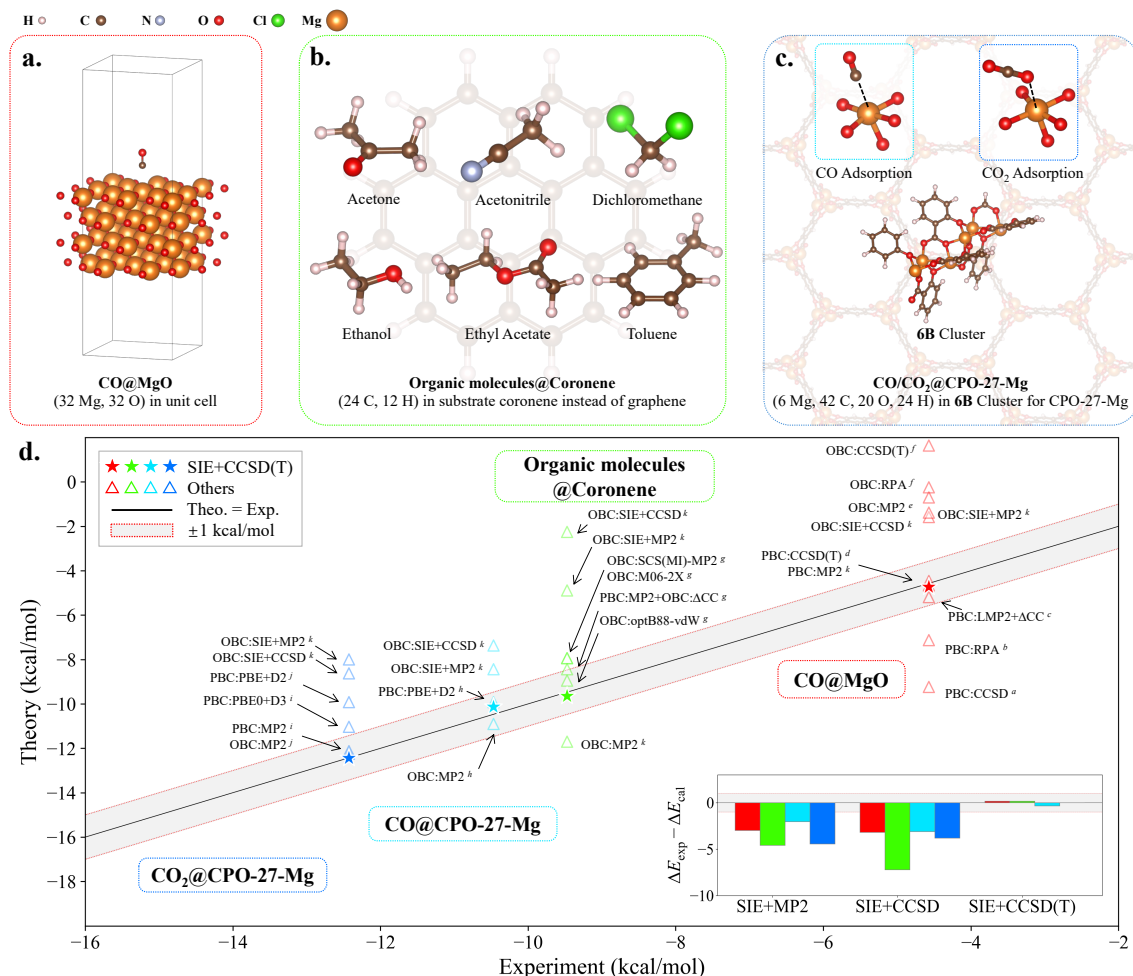 H C N O Cl Mg
a.
CO@MgO
(32 Mg, 32 O) in unit cell
b.
Acetone
Acetonitrile
Dichloromethane
Ethanol
Ethyl Acetate
Toluene
Organic molecules@Coronene
(24 C, 12 H) in substrate coronene instead of graphene
c.
CO Adsorption
CO₂ Adsorption
6B Cluster
CO/CO₂@CPO-27-Mg
(6 Mg, 42 C, 20 O, 24 H) in 6B Cluster for CPO-27-Mg
d.
SIE+CCSD(T)
Others
Theo. = Exp.
±1 kcal/mol
Organic molecules
@Coronene
OBC:SIE+CCSD k
OBC:SIE+MP2 k
OBC:SCS(MI)-MP2 g
OBC:M06-2X g
PBC:MP2+OBC:ΔCC g
OBC:optB88-vdW g
OBC:MP2 k
OBC:CCSD(T) f
OBC:RPA f
OBC:MP2 e
OBC:SIE+MP2 k
OBC:SIE+CCSD k
PBC:CCSD(T) d
PBC:MP2 k
PBC:LMP2+ΔCC c
PBC:RPA b
PBC:CCSD a
CO@MgO
OBC:SIE+MP2 k
OBC:SIE+CCSD k
PBC:PBE+D2 j
PBC:PBE0+D3 i
PBC:MP2 i
OBC:MP2 j
CO₂@CPO-27-Mg
OBC:SIE+CCSD k
OBC:SIE+MP2 k
PBC:PBE+D2 h
OBC:MP2 h
CO@CPO-27-Mg
Theory (kcal/mol)
0
−2
−4
−6
−8
−10
−12
−14
−16
−18
−16
−14
−12
−10
−8
−6
−4
−2
Experiment (kcal/mol)
ΔEexp − ΔEcal
0
−5
−10
SIE+MP2
SIE+CCSD
SIE+CCSD(T)